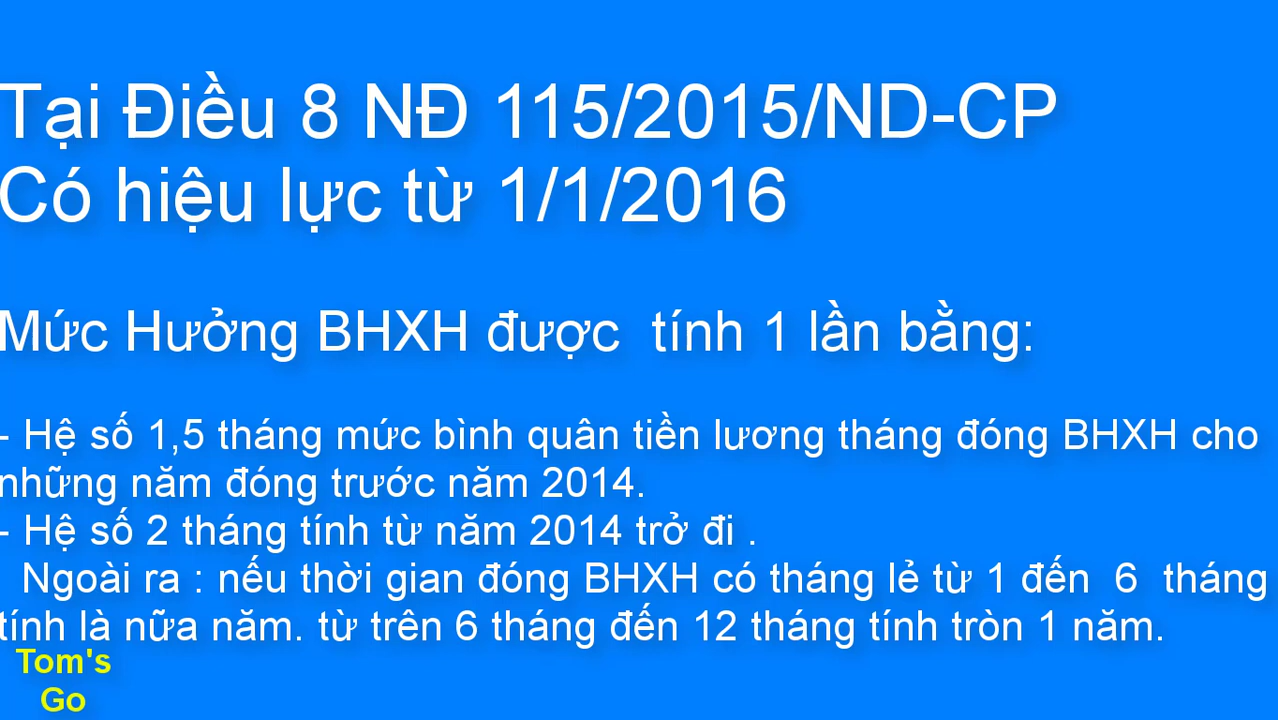 Tại Điều 8 NĐ 115/2015/ND-CP
Có hiệu lực từ 1/1/2016
Mức Hưởng BHXH được  tính 1 lần bằng:
- Hệ số 1,5 tháng mức bình quân tiền lương tháng đóng BHXH cho
những năm đóng trước năm 2014.
- Hệ số 2 tháng tính từ năm 2014 trở đi .
Ngoài ra : nếu thời gian đóng BHXH có tháng lẻ từ 1 đến  6  tháng
tính là nữa năm. từ trên 6 tháng đến 12 tháng tính tròn 1 năm.
Tom's
Go